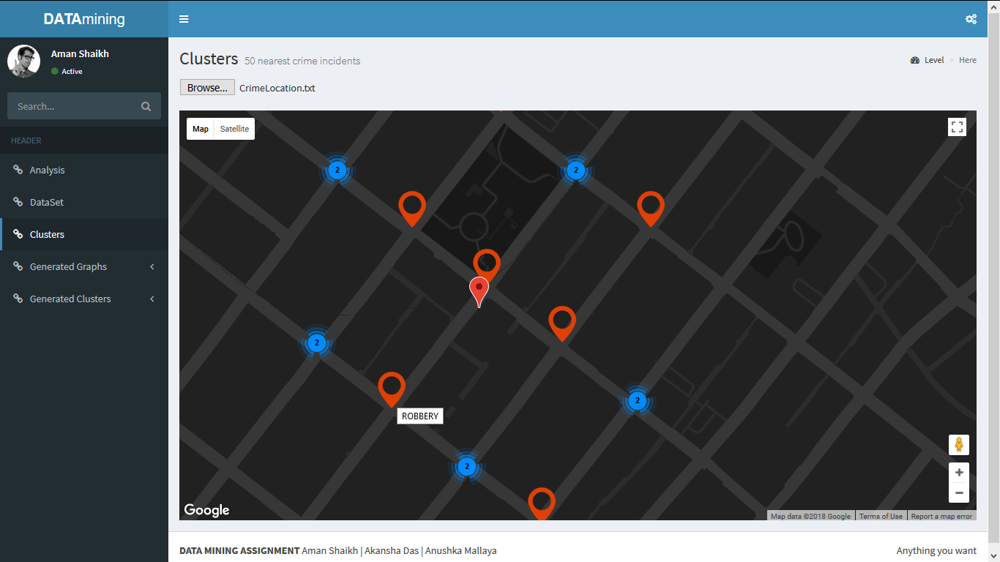 DATAmining
Aman Shaikh
Active
Search...
HEADER
Analysis
DataSet
Clusters
Generated Graphs
Generated Clusters
Clusters 50 nearest crime incidents
Level > Here
Browse... CrimeLocation.txt
Map Satellite
2
2
2
2
ROBBERY
2
Google
Map data ©2018 Google Terms of Use Report a map error
DATA MINING ASSIGNMENT Aman Shaikh | Akansha Das | Anushka Mallaya
Anything you want